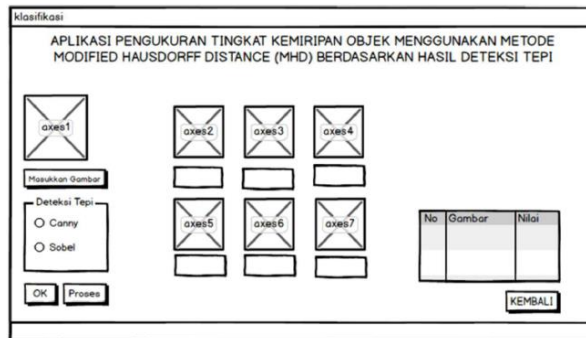 klasifikasi
APLIKASI PENGUKURAN TINGKAT KEMIRIPAN OBJEK MENGGUNAKAN METODE
MODIFIED HAUSDORFF DISTANCE (MHD) BERDASARKAN HASIL DETEKSI TEPI
axes1
axes2
axes3
axes4
Masukkan Gambar
Deteksi Tepi
Canny
Sobel
axes5
axes6
axes7
No Gambar Nilai
OK
Proses
KEMBALI